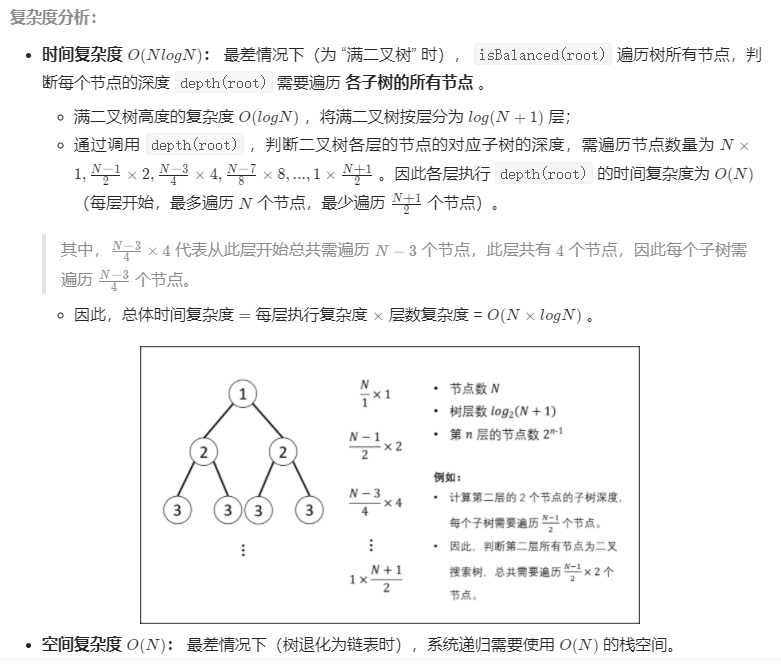 复杂度分析：
• 时间复杂度 O(NlogN)： 最差情况下（为 “满二叉树” 时）， isBalanced(root) 遍历树所有节点，判
断每个节点的深度 depth(root) 需要遍历 各子树的所有节点 。
◦ 满二叉树高度的复杂度 O(logN) ，将满二叉树按层分为 log(N + 1) 层；
◦ 通过调用 depth(root) ，判断二叉树各层的节点的对应子树的深度，需遍历节点数量为 N ×
1, \frac{N-1}{2} × 2, \frac{N-3}{4} × 4, \frac{N-7}{8} × 8, ..., 1 × \frac{N+1}{2} 。因此各层执行 depth(root) 的时间复杂度为 O(N)
（每层开始，最多遍历 N 个节点，最少遍历 \frac{N+1}{2} 个节点）。
其中，\frac{N-3}{4} × 4 代表从此层开始总共需遍历 N − 3 个节点，此层共有 4 个节点，因此每个子树需
遍历 \frac{N-3}{4} 个节点。
◦ 因此，总体时间复杂度 = 每层执行复杂度 × 层数复杂度 = O(N × logN) 。
1
2 2
3 3 3 3
⋮
\frac{N}{1} × 1
\frac{N-1}{2} × 2
\frac{N-3}{4} × 4
⋮
1 × \frac{N+1}{2}
• 节点数 N
• 树层数 log₂(N + 1)
• 第 n 层的节点数 2ⁿ⁻¹
例如：
• 计算第二层的 2 个节点的子树深度，
每个子树需要遍历 \frac{N-1}{2} 个节点。
• 因此，判断第二层所有节点为二叉
搜索树，总共需要遍历 \frac{N-1}{2} × 2 个
节点。
• 空间复杂度 O(N)： 最差情况下（树退化为链表时），系统递归需要使用 O(N) 的栈空间。